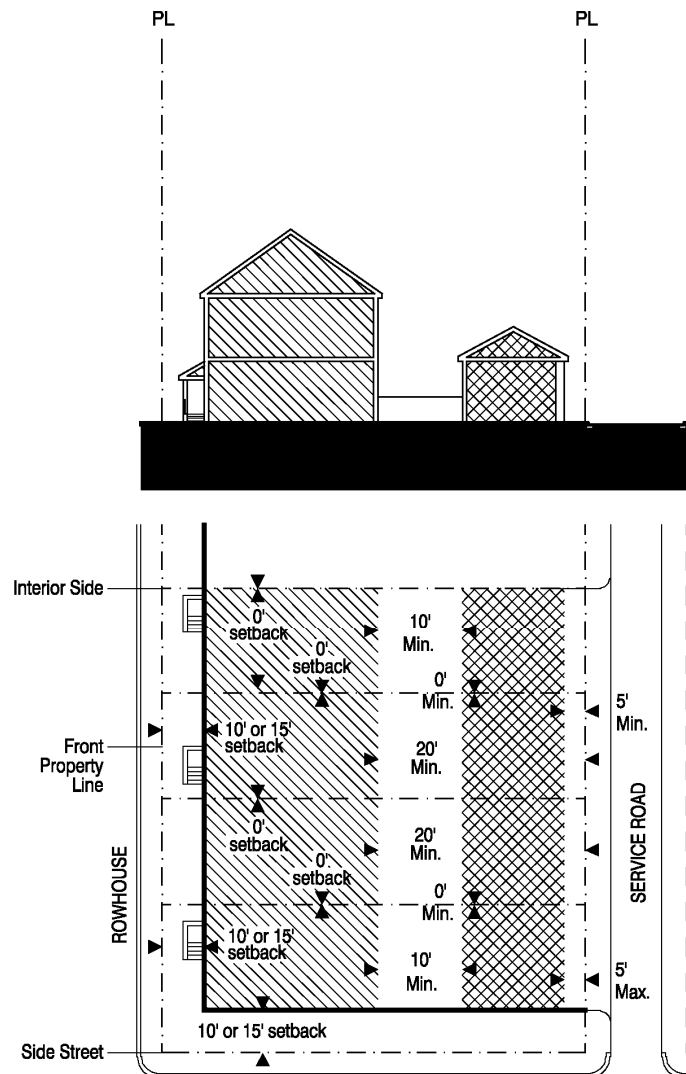 PL PL
Interior Side
0'
setback
10'
Min.
0'
setback
0'
Min.
5'
Min.
10' or 15'
setback
Front
Property
Line
20'
Min.
0'
setback
20'
Min.
0'
setback
0'
Min.
ROWHOUSE
SERVICE ROAD
10' or 15'
setback
10'
Min.
5'
Max.
10' or 15' setback
Side Street